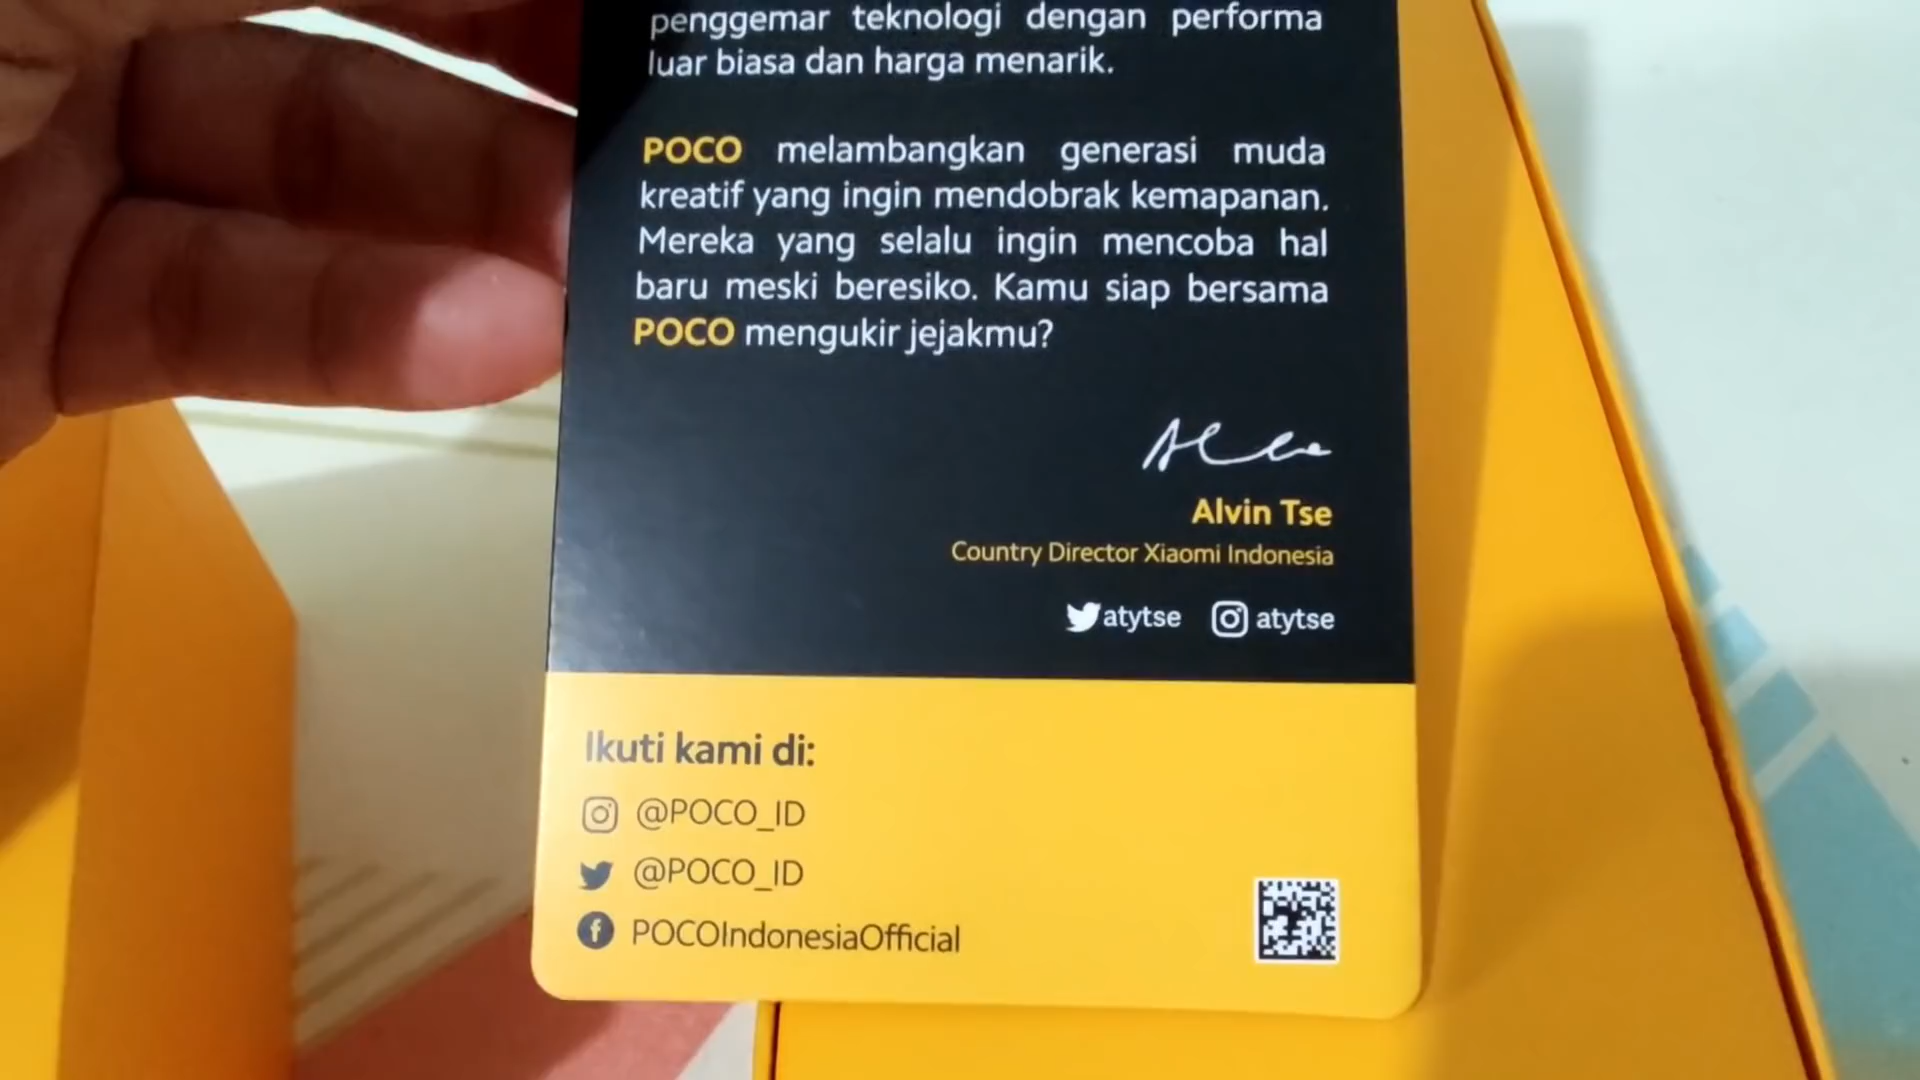 penggemar teknologi dengan performa
luar biasa dan harga menarik.
POCO melambangkan generasi muda
kreatif yang ingin mendobrak kemapanan.
Mereka yang selalu ingin mencoba hal
baru meski beresiko. Kamu siap bersama
POCO mengukir jejakmu?
Alvin Tse
Country Director Xiaomi Indonesia
atytse atytse
Ikuti kami di:
@POCO_ID
@POCO_ID
POCOIndonesiaOfficial